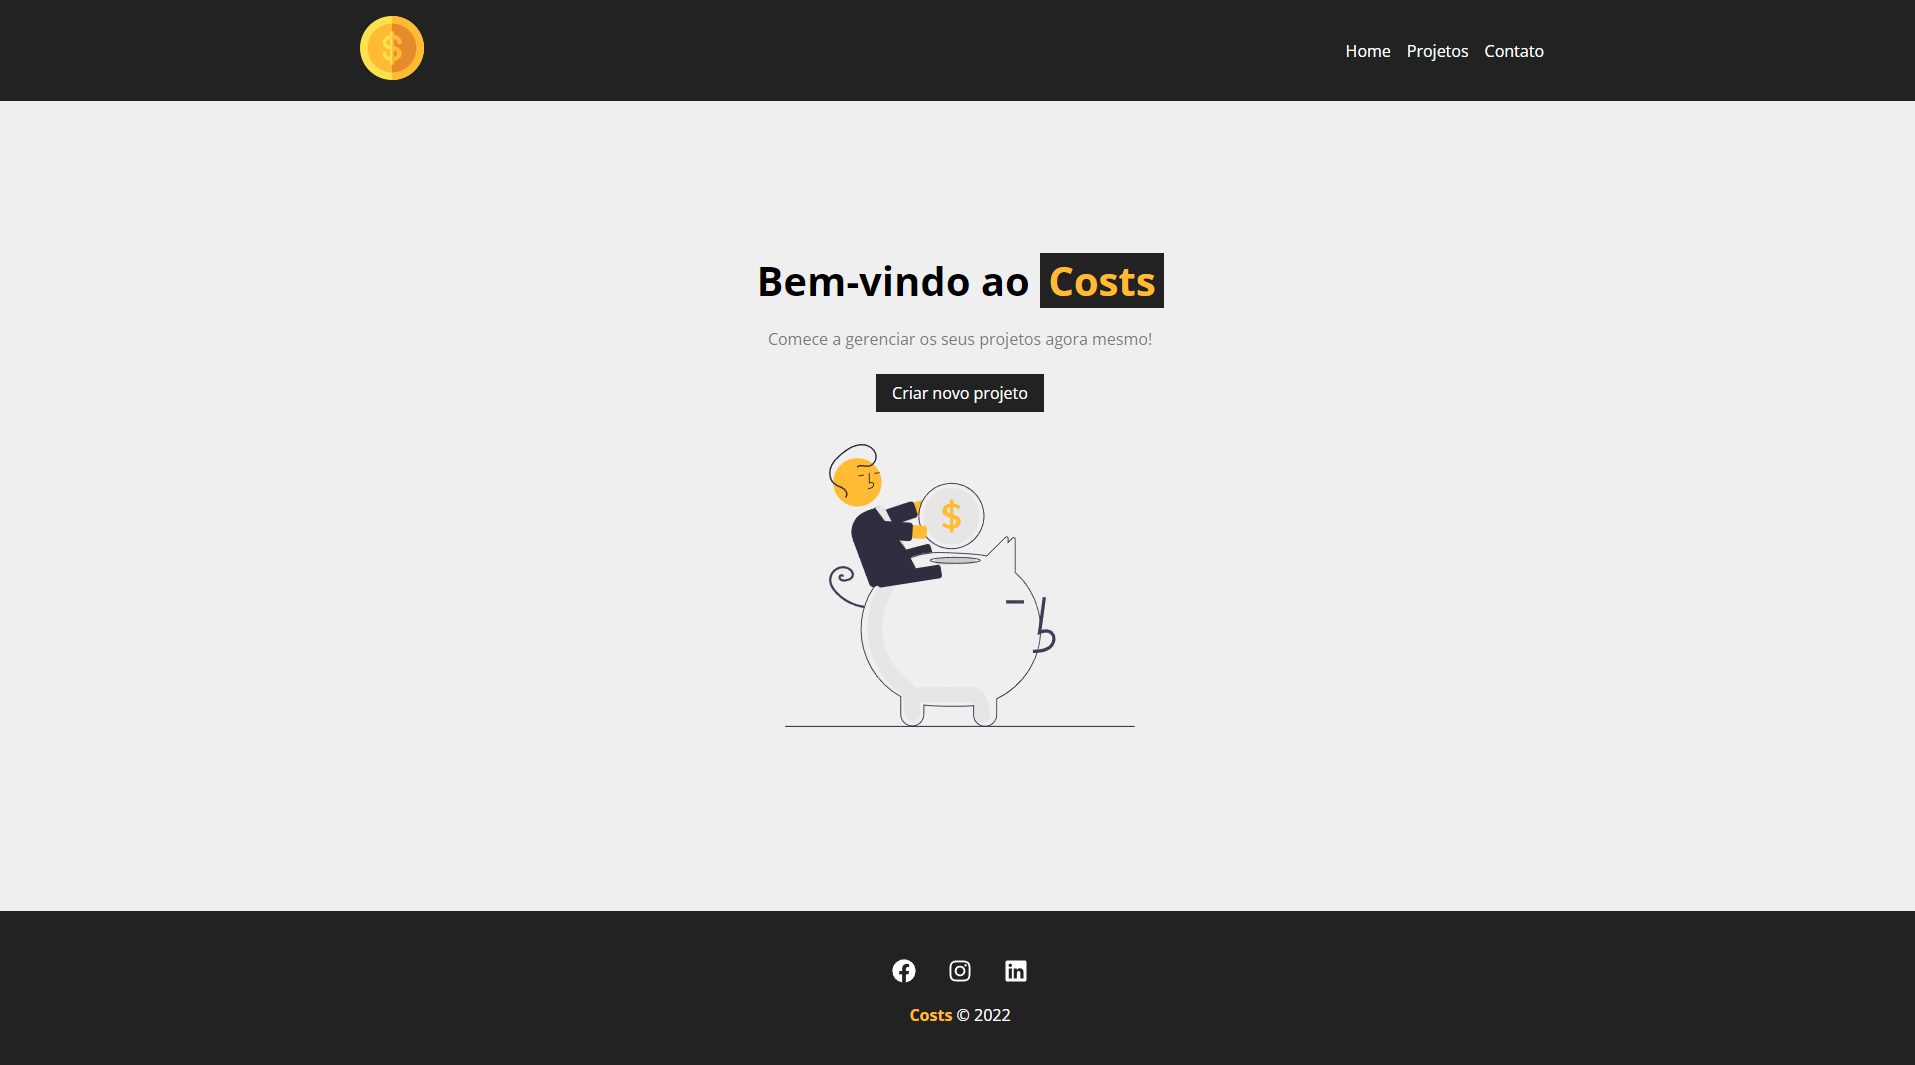 $
Home Projetos Contato
Bem-vindo ao Costs
Comece a gerenciar os seus projetos agora mesmo!
Criar novo projeto
$
Costs © 2022